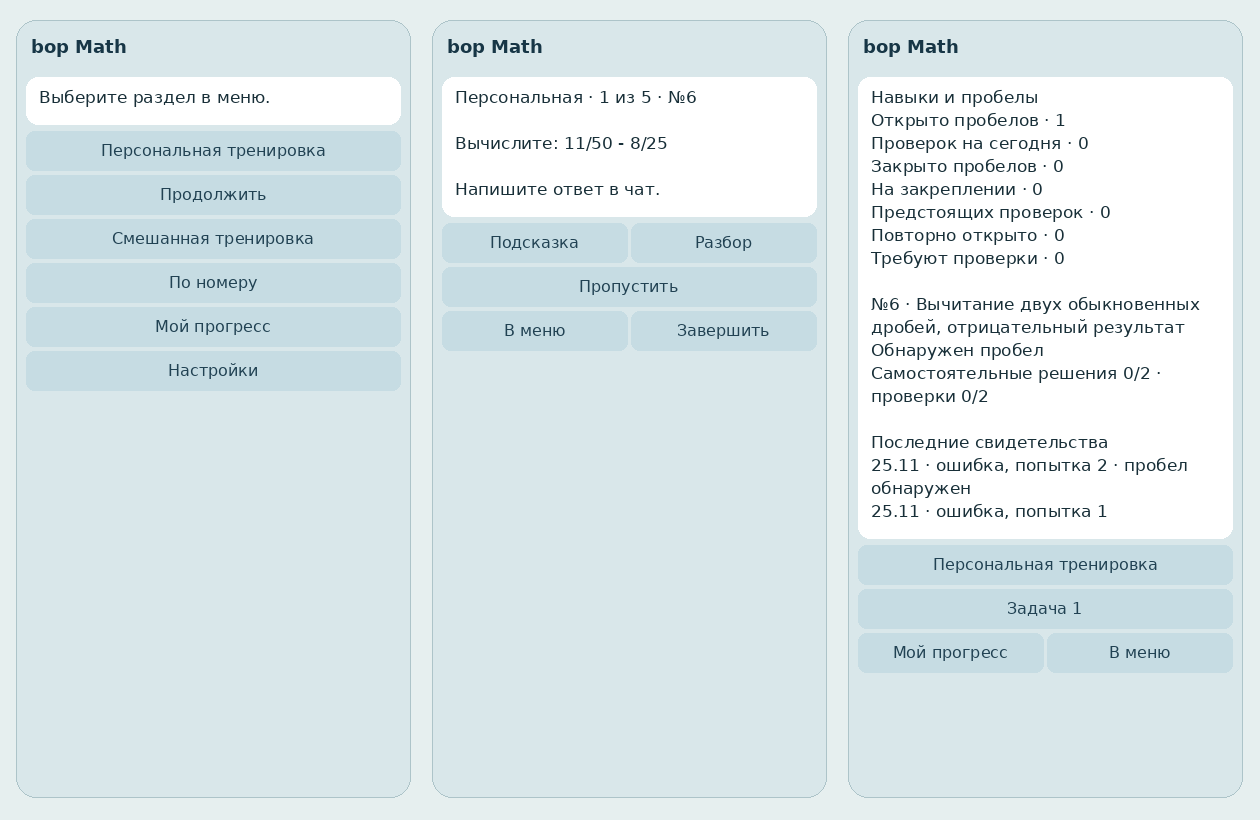 bop Math
Выберите раздел в меню.
Персональная тренировка
Продолжить
Смешанная тренировка
По номеру
Мой прогресс
Настройки
bop Math
Персональная · 1 из 5 · №6
Вычислите: 11/50 - 8/25
Напишите ответ в чат.
Подсказка
Разбор
Пропустить
В меню
Завершить
bop Math
Навыки и пробелы
Открыто пробелов · 1
Проверок на сегодня · 0
Закрыто пробелов · 0
На закреплении · 0
Предстоящих проверок · 0
Повторно открыто · 0
Требуют проверки · 0
№6 · Вычитание двух обыкновенных
дробей, отрицательный результат
Обнаружен пробел
Самостоятельные решения 0/2 ·
проверки 0/2
Последние свидетельства
25.11 · ошибка, попытка 2 · пробел
обнаружен
25.11 · ошибка, попытка 1
Персональная тренировка
Задача 1
Мой прогресс
В меню